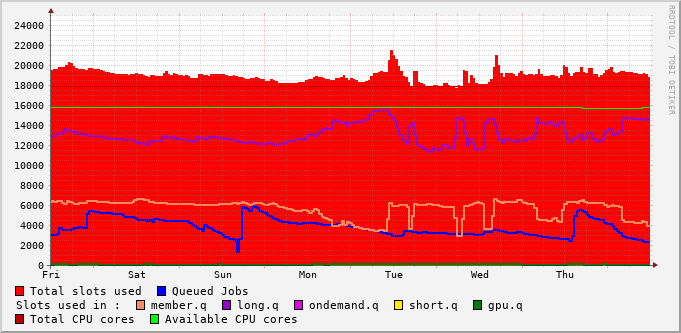 RRDTOOL / TOBI OETIKER
24000
22000
20000
18000
16000
14000
12000
10000
8000
6000
4000
2000
0
Fri Sat Sun Mon Tue Wed Thu
Total slots used Queued Jobs
Slots used in : member.q long.q ondemand.q short.q gpu.q
Total CPU cores Available CPU cores